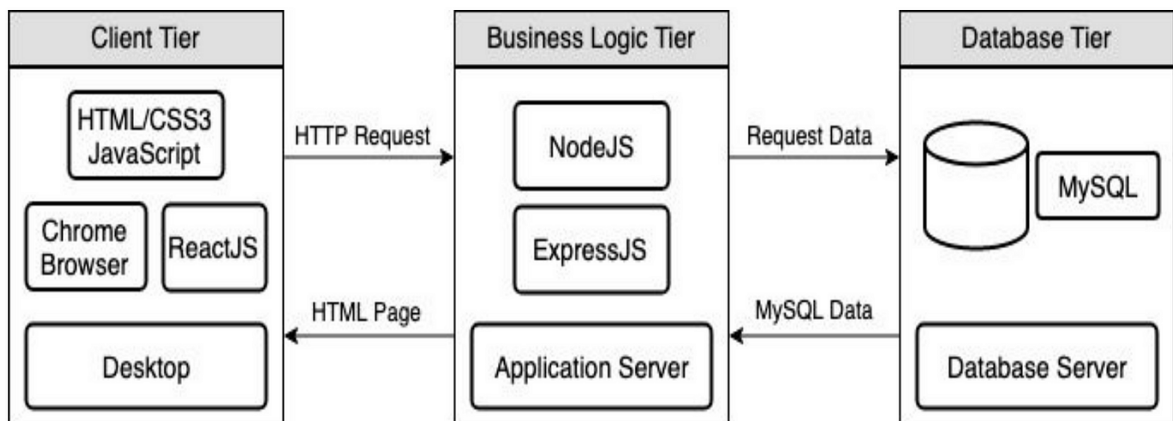 Client Tier
HTML/CSS3
JavaScript
Chrome
Browser
ReactJS
Desktop
HTTP Request
HTML Page
Business Logic Tier
NodeJS
ExpressJS
Application Server
Request Data
MySQL Data
Database Tier
MySQL
Database Server